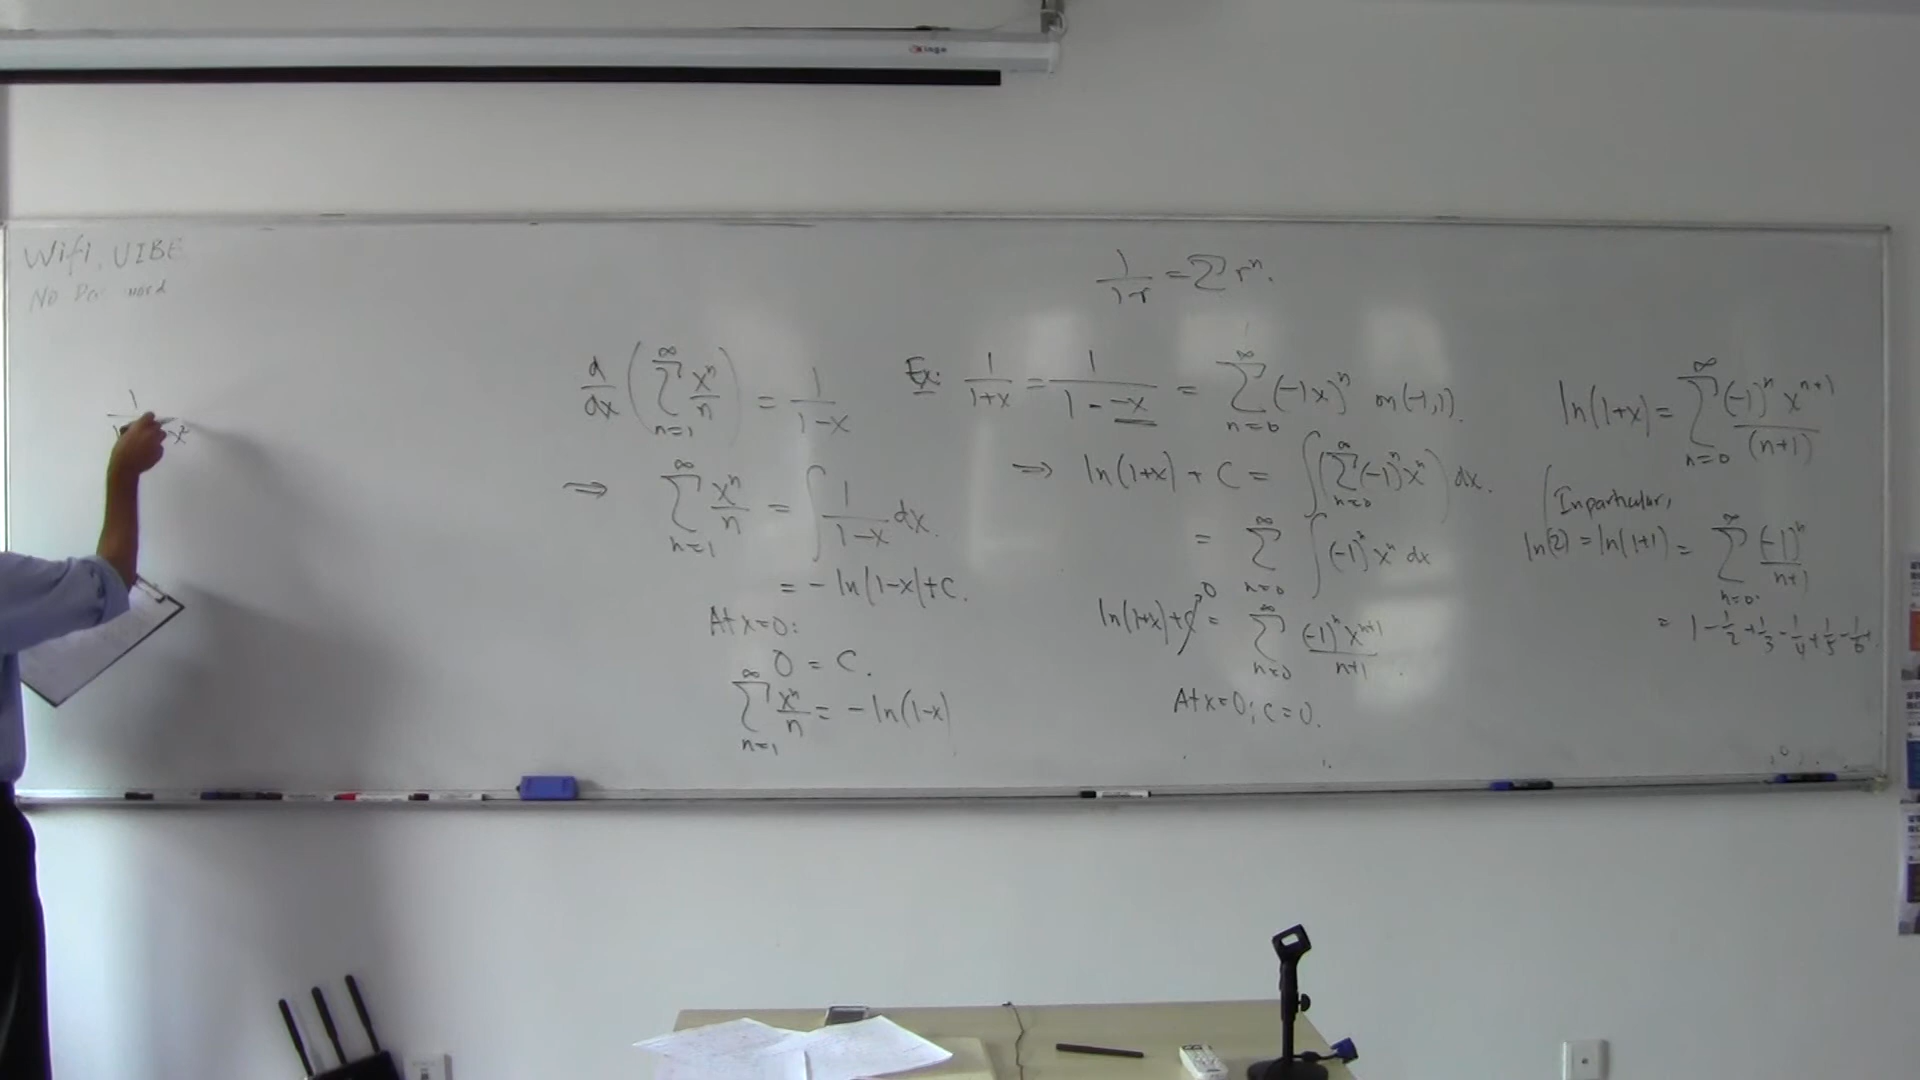 Wifi, UIBE
No Pa word
1/(1-r) = Σ r^n.
d/dx (Σ_{n=1}^∞ x^n/n) = 1/(1-x)
⇒ Σ_{n=1}^∞ x^n/n = ∫ 1/(1-x) dx.
= - ln(1-x)+C.
At x=0:
0 = C.
Σ_{n=1}^∞ x^n/n = - ln(1-x)
Ex: 1/(1+x) = 1/(1 - -x) = Σ_{n=0}^∞ (-1x)^n on (-1,1).
⇒ ln(1+x) + C = ∫ (Σ_{n=0}^∞ (-1)^n x^n) dx.
= Σ_{n=0}^∞ ∫ (-1)^n x^n dx
ln(1+x)+C→0 = Σ_{n=0}^∞ (-1)^n x^{n+1}/(n+1)
At x=0; C=0.
ln(1+x) = Σ_{n=0}^∞ (-1)^n x^{n+1}/(n+1)
In particular,
ln(2) = ln(1+1) = Σ_{n=0}^∞ (-1)^n/(n+1)
= 1 - 1/2 + 1/3 - 1/4 + 1/5 - 1/6 +